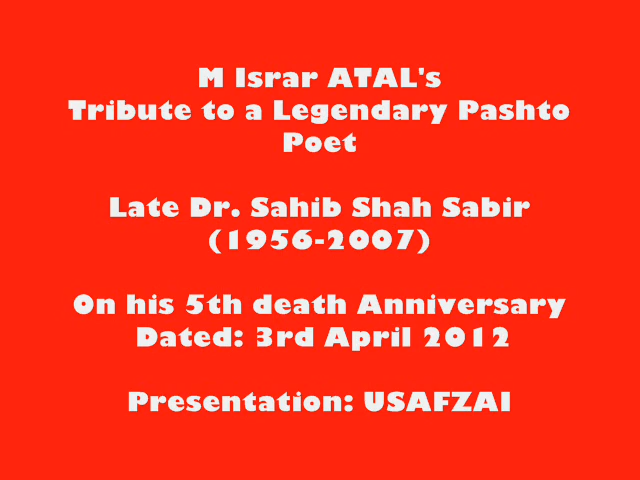 M Israr ATAL's
Tribute to a Legendary Pashto
Poet
Late Dr. Sahib Shah Sabir
(1956-2007)
On his 5th death Anniversary
Dated: 3rd April 2012
Presentation: USAFZAI